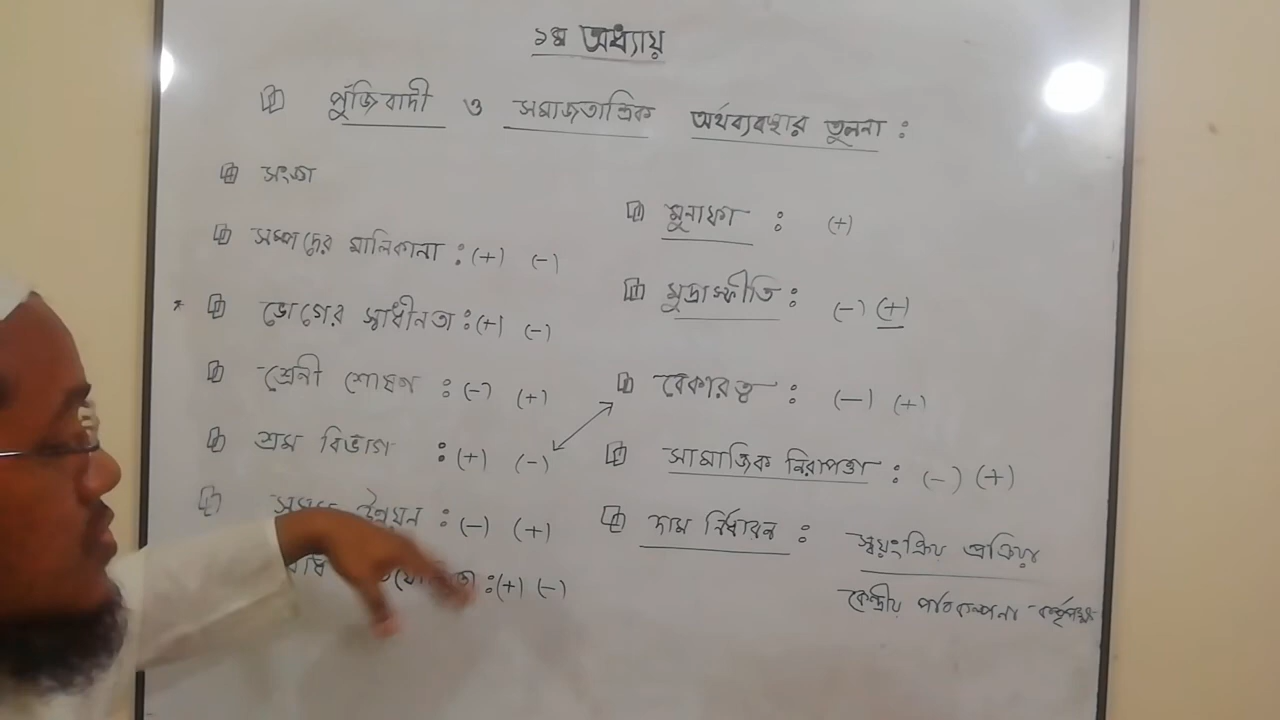 ১ম অধ্যায়
পুঁজিবাদী ও সমাজতান্ত্রিক অর্থব্যবস্থার তুলনা :
সংজ্ঞা
সম্পদের মালিকানা : (+) (-)
* ভোগের স্বাধীনতা : (+) (-)
শ্রেনী শোষণ : (-) (+)
শ্রম বিভাগ : (+) (-)
উন্নয়ন : (-) (+)
: (+) (-)
মুনাফা : (+)
মুদ্রাস্ফীতি : (-) (+)
বেকারত্ব : (-) (+)
সামাজিক নিরাপত্তা : (-) (+)
দাম নির্ধারন : স্বয়ংক্রিয় প্রক্রিয়া
কেন্দ্রীয় পরিকল্পনা কর্তৃপক্ষ